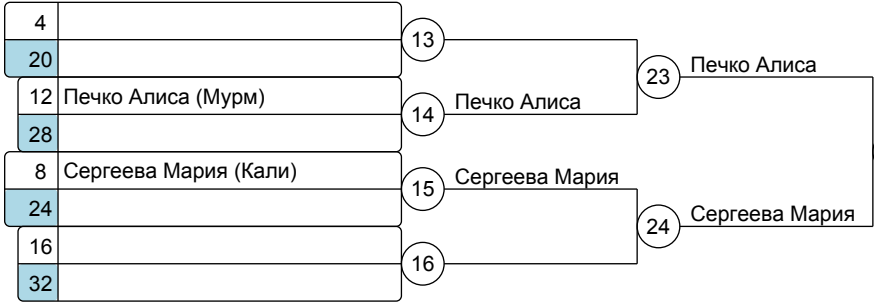 4
13
20
23 Печко Алиса
12 Печко Алиса (Мурм)
14 Печко Алиса
28
8 Сергеева Мария (Кали)
15 Сергеева Мария
24
24 Сергеева Мария
16
16
32